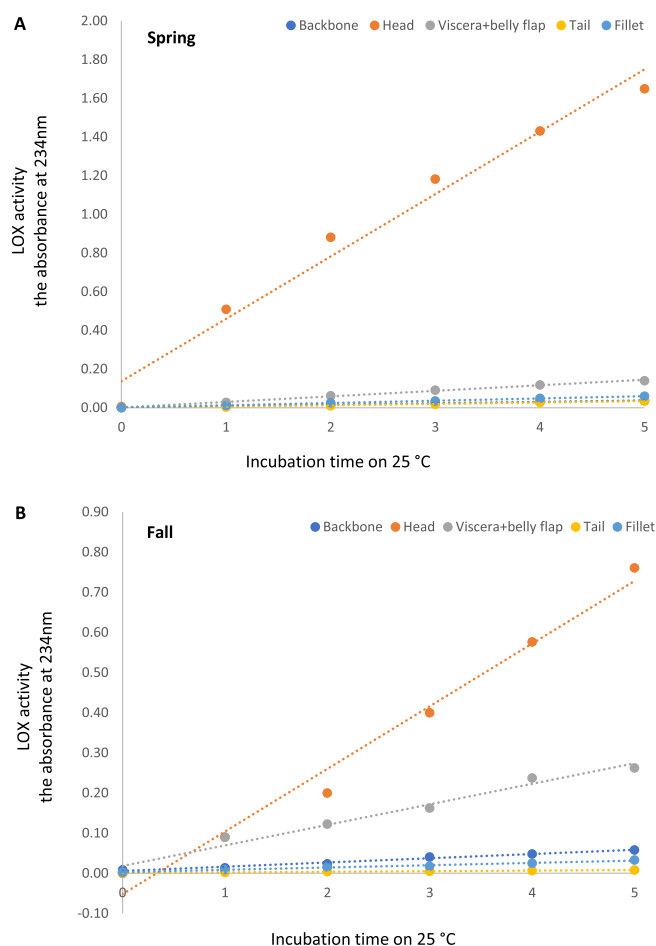 A
Spring
Backbone Head Viscera+belly flap Tail Fillet
2.00
1.80
1.60
1.40
1.20
1.00
0.80
0.60
0.40
0.20
0.00
LOX activity
the absorbance at 234nm
0 1 2 3 4 5
Incubation time on 25 °C
B
Fall
Backbone Head Viscera+belly flap Tail Fillet
0.90
0.80
0.70
0.60
0.50
0.40
0.30
0.20
0.10
0.00
-0.10
LOX activity
the absorbance at 234nm
0 1 2 3 4 5
Incubation time on 25 °C